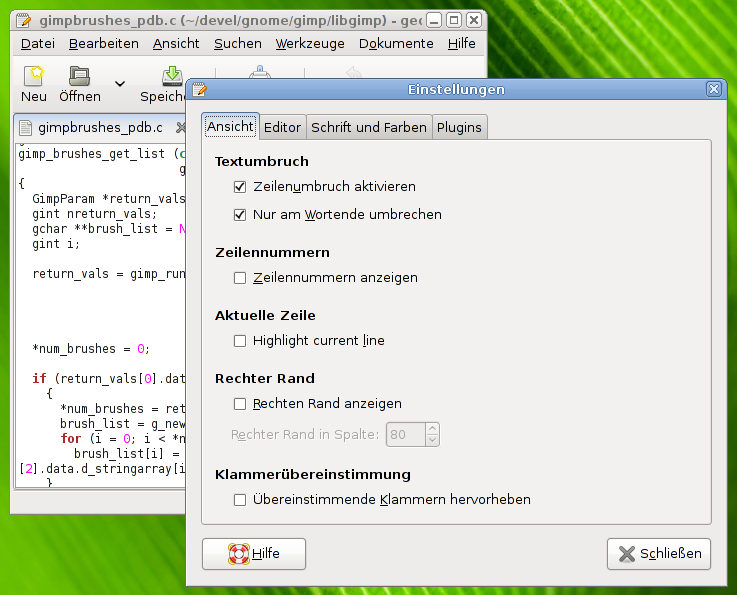 gimpbrushes_pdb.c (~/devel/gnome/gimp/libgimp) - ge
Datei Bearbeiten Ansicht Suchen Werkzeuge Dokumente Hilfe
Neu Öffnen Speiche
gimpbrushes_pdb.c
gimp_brushes_get_list (
g
{
GimpParam *return_vals
gint nreturn_vals;
gchar **brush_list = N
gint i;
return_vals = gimp_run
*num_brushes = 0;
if (return_vals[0].dat
{
*num_brushes = ret
brush_list = g_new
for (i = 0; i < *n
brush_list[i] =
[2].data.d_stringarray[i
}
Einstellungen
Ansicht Editor Schrift und Farben Plugins
Textumbruch
Zeilenumbruch aktivieren
Nur am Wortende umbrechen
Zeilennummern
Zeilennummern anzeigen
Aktuelle Zeile
Highlight current line
Rechter Rand
Rechten Rand anzeigen
Rechter Rand in Spalte: 80
Klammerübereinstimmung
Übereinstimmende Klammern hervorheben
Hilfe Schließen